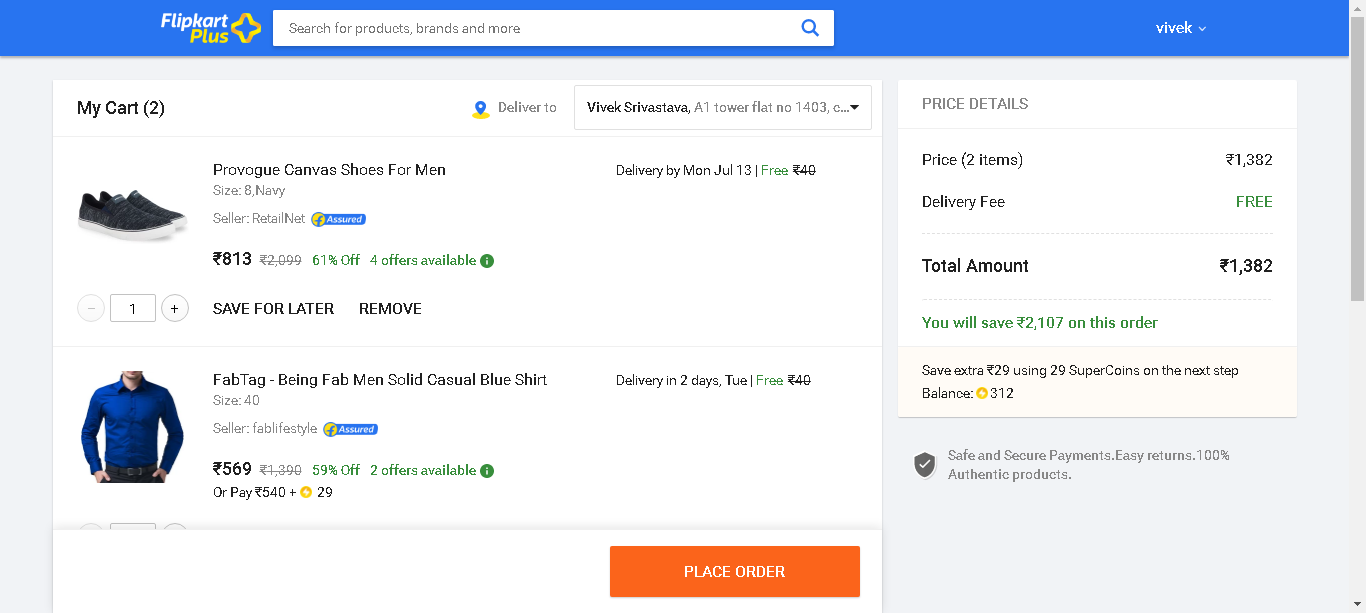 Flipkart
Plus
Search for products, brands and more
vivek
My Cart (2)
Deliver to
Vivek Srivastava, A1 tower flat no 1403, c...
Provogue Canvas Shoes For Men
Size: 8,Navy
Seller: RetailNet Assured
₹813 ₹2,099 61% Off 4 offers available
Delivery by Mon Jul 13 | Free ₹40
1
SAVE FOR LATER REMOVE
FabTag - Being Fab Men Solid Casual Blue Shirt
Size: 40
Seller: fablifestyle Assured
₹569 ₹1,390 59% Off 2 offers available
Or Pay ₹540 + 29
Delivery in 2 days, Tue | Free ₹40
PLACE ORDER
PRICE DETAILS
Price (2 items) ₹1,382
Delivery Fee FREE
Total Amount ₹1,382
You will save ₹2,107 on this order
Save extra ₹29 using 29 SuperCoins on the next step
Balance: 312
Safe and Secure Payments.Easy returns.100%
Authentic products.